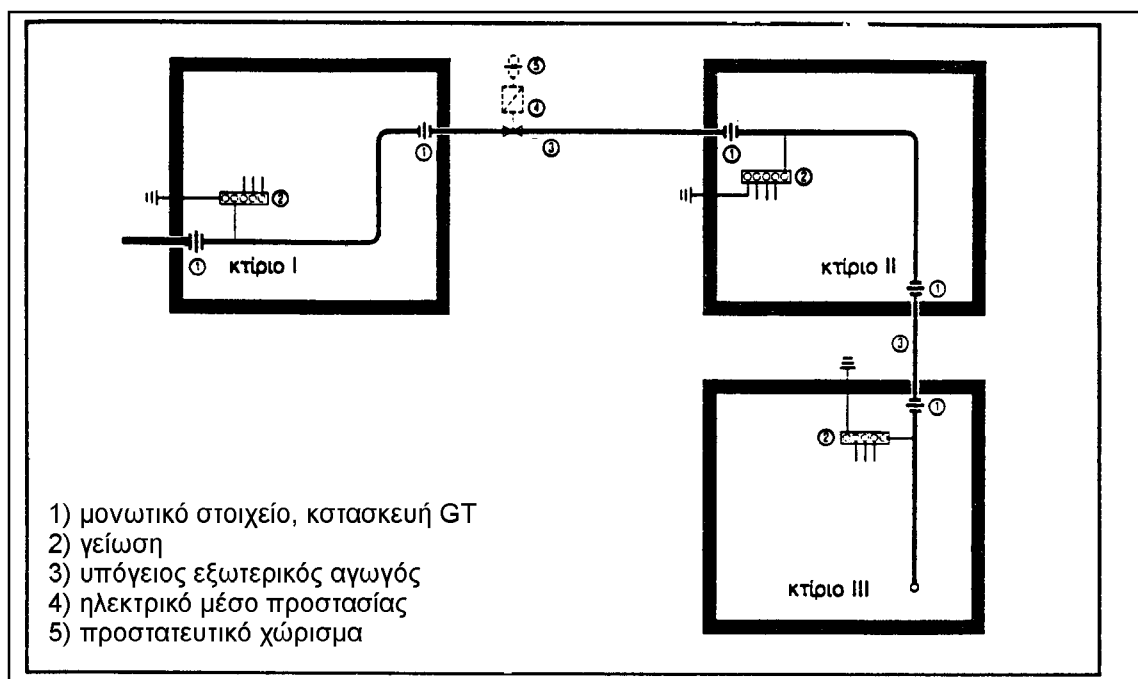 ⑤
④
①
③
①
②
②
①
κτίριο I
κτίριο II
①
③
①
②
κτίριο III
1) μονωτικό στοιχείο, κστασκευή GT
2) γείωση
3) υπόγειος εξωτερικός αγωγός
4) ηλεκτρικό μέσο προστασίας
5) προστατευτικό χώρισμα